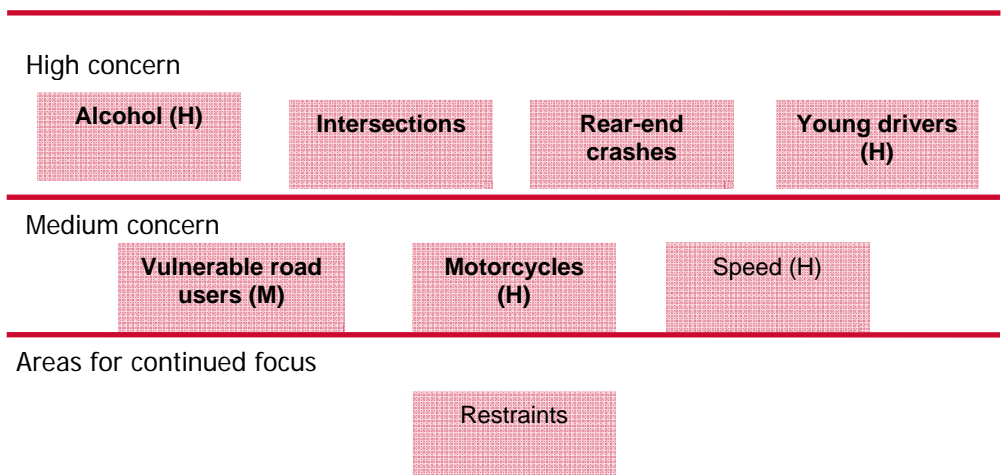 High concern
Alcohol (H)
Intersections
Rear-end
crashes
Young drivers
(H)
Medium concern
Vulnerable road
users (M)
Motorcycles
(H)
Speed (H)
Areas for continued focus
Restraints